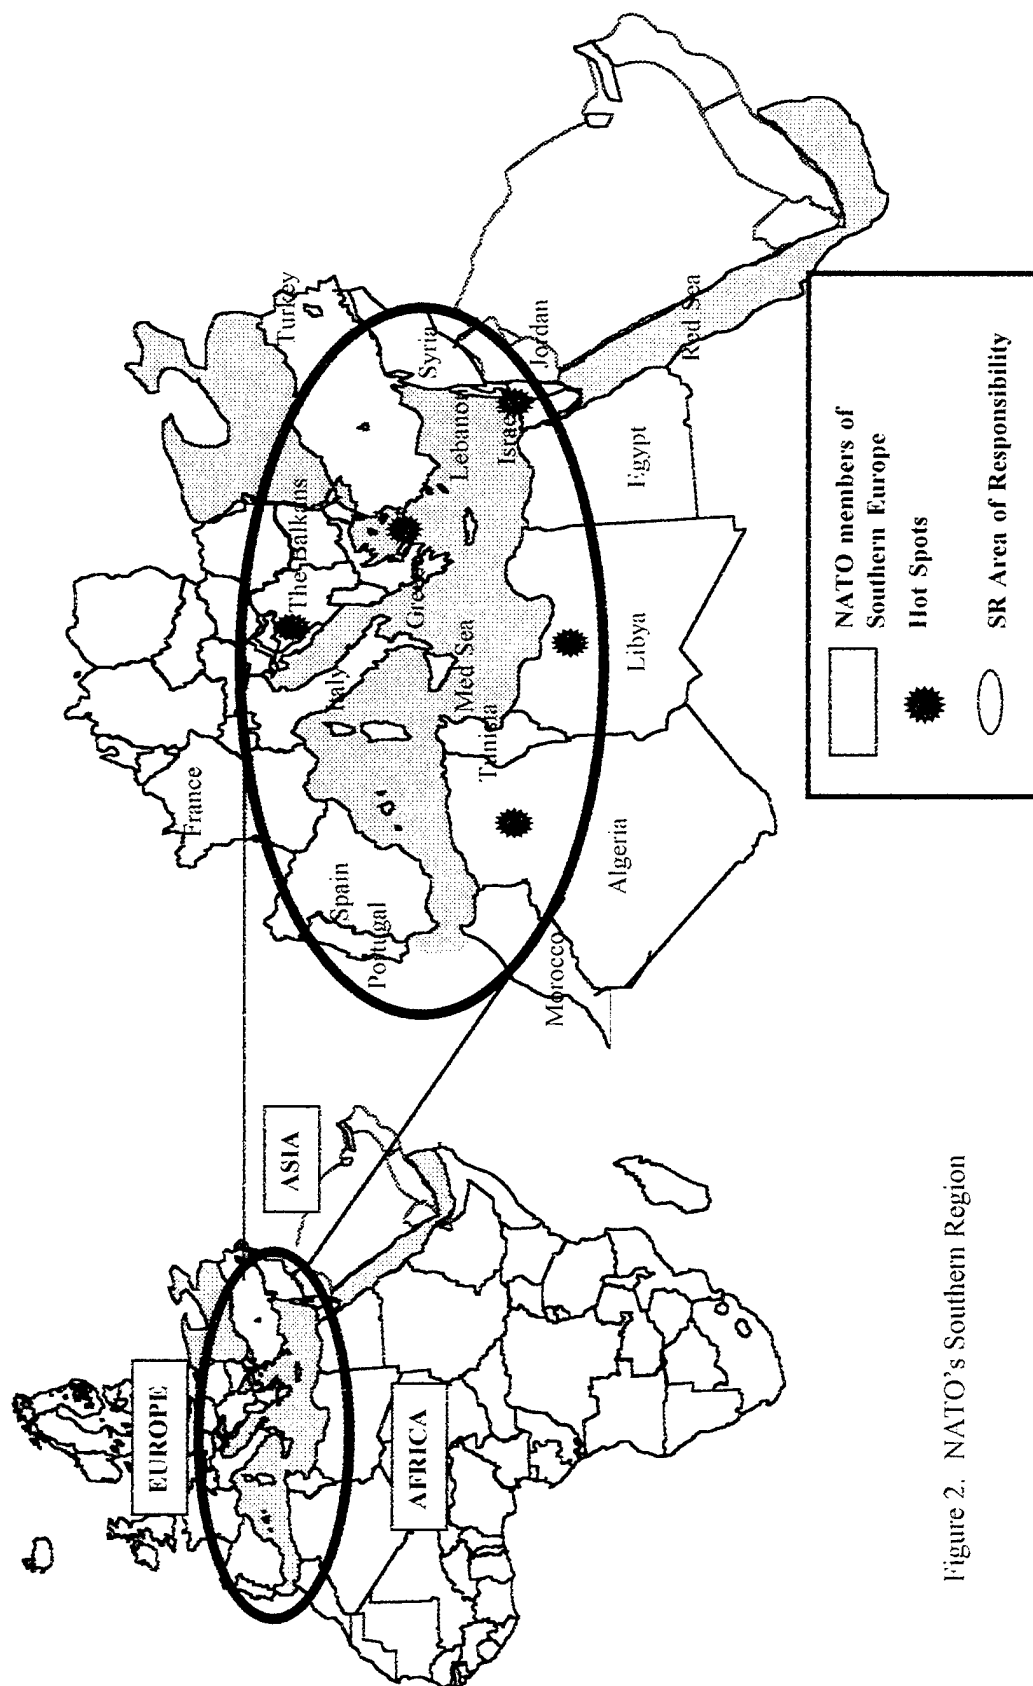 EUROPE
ASIA
AFRICA
France
Spain
Portugal
Italy
The Balkans
Greece
Turkey
Med Sea
Syria
Lebanon
Israel
Jordan
Morocco
Algeria
Tunisia
Libya
Egypt
Red Sea
NATO members of
Southern Europe
Hot Spots
SR Area of Responsibility
Figure 2. NATO's Southern Region